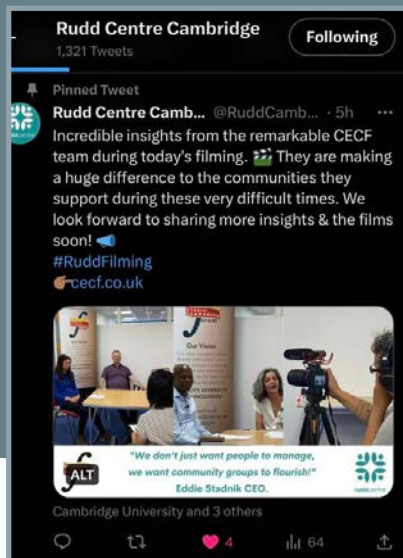 Rudd Centre Cambridge
1,321 Tweets
Following
Pinned Tweet
Rudd Centre Camb... @RuddCamb... · 5h
Incredible insights from the remarkable CECF
team during today's filming. 🎬 They are making
a huge difference to the communities they
support during these very difficult times. We
look forward to sharing more insights & the films
soon! 📣
#RuddFilming
👉🏽cecf.co.uk
Our Vision
"We don't just want people to manage,
we want community groups to flourish!"
Eddie Stadnik CEO.
ALT
ruddcentre
Cambridge University and 3 others
4
64